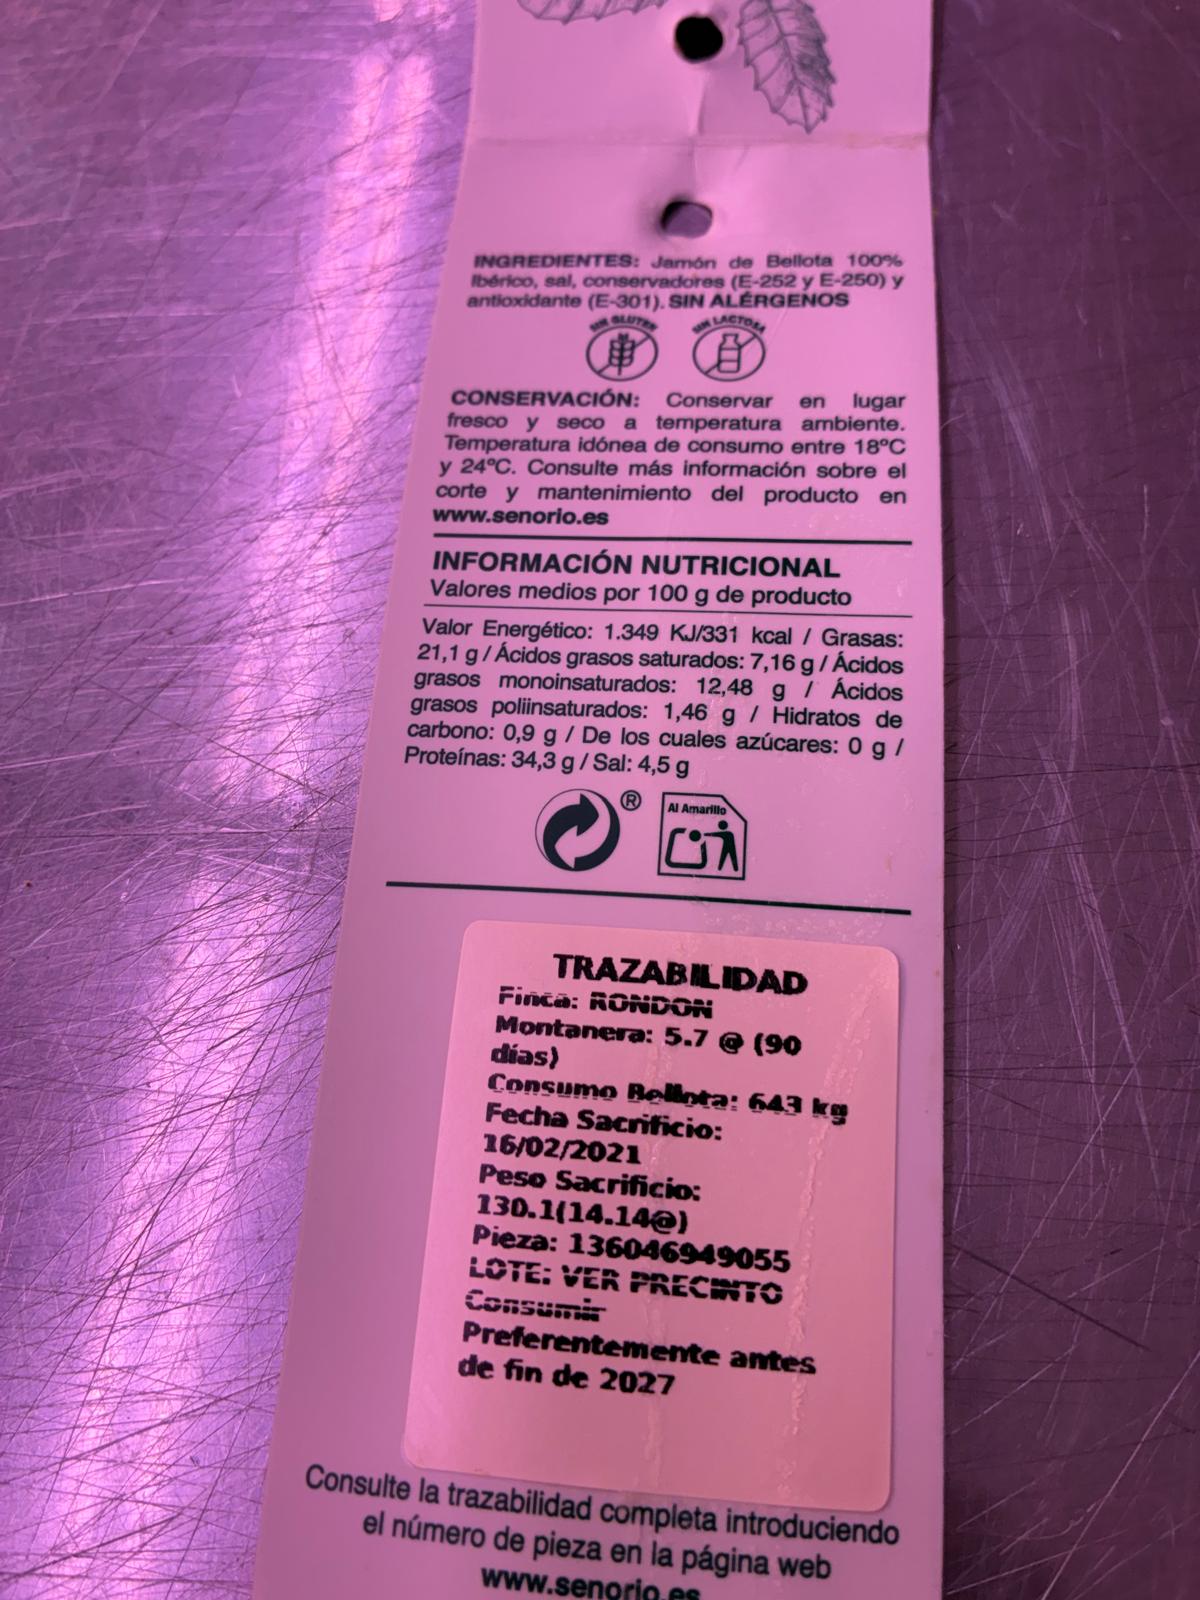 INGREDIENTES: Jamón de Bellota 100%
Ibérico, sal, conservadores (E-252 y E-250) y
antioxidante (E-301). SIN ALÉRGENOS
SIN GLUTEN SIN LACTOSA
CONSERVACIÓN: Conservar en lugar
fresco y seco a temperatura ambiente.
Temperatura idónea de consumo entre 18ºC
y 24ºC. Consulte más información sobre el
corte y mantenimiento del producto en
www.senorio.es
INFORMACIÓN NUTRICIONAL
Valores medios por 100 g de producto
Valor Energético: 1.349 KJ/331 kcal / Grasas:
21,1 g / Ácidos grasos saturados: 7,16 g / Ácidos
grasos monoinsaturados: 12,48 g / Ácidos
grasos poliinsaturados: 1,46 g / Hidratos de
carbono: 0,9 g / De los cuales azúcares: 0 g /
Proteínas: 34,3 g / Sal: 4,5 g
® Al Amarillo
TRAZABILIDAD
Finca: RONDON
Montanera: 5.7 @ (90
días)
Consumo Bellota: 643 kg
Fecha Sacrificio:
16/02/2021
Peso Sacrificio:
130.1(14.14@)
Pieza: 136046949055
LOTE: VER PRECINTO
Consumir
Preferentemente antes
de fin de 2027
Consulte la trazabilidad completa introduciendo
el número de pieza en la página web
www.senorio.es